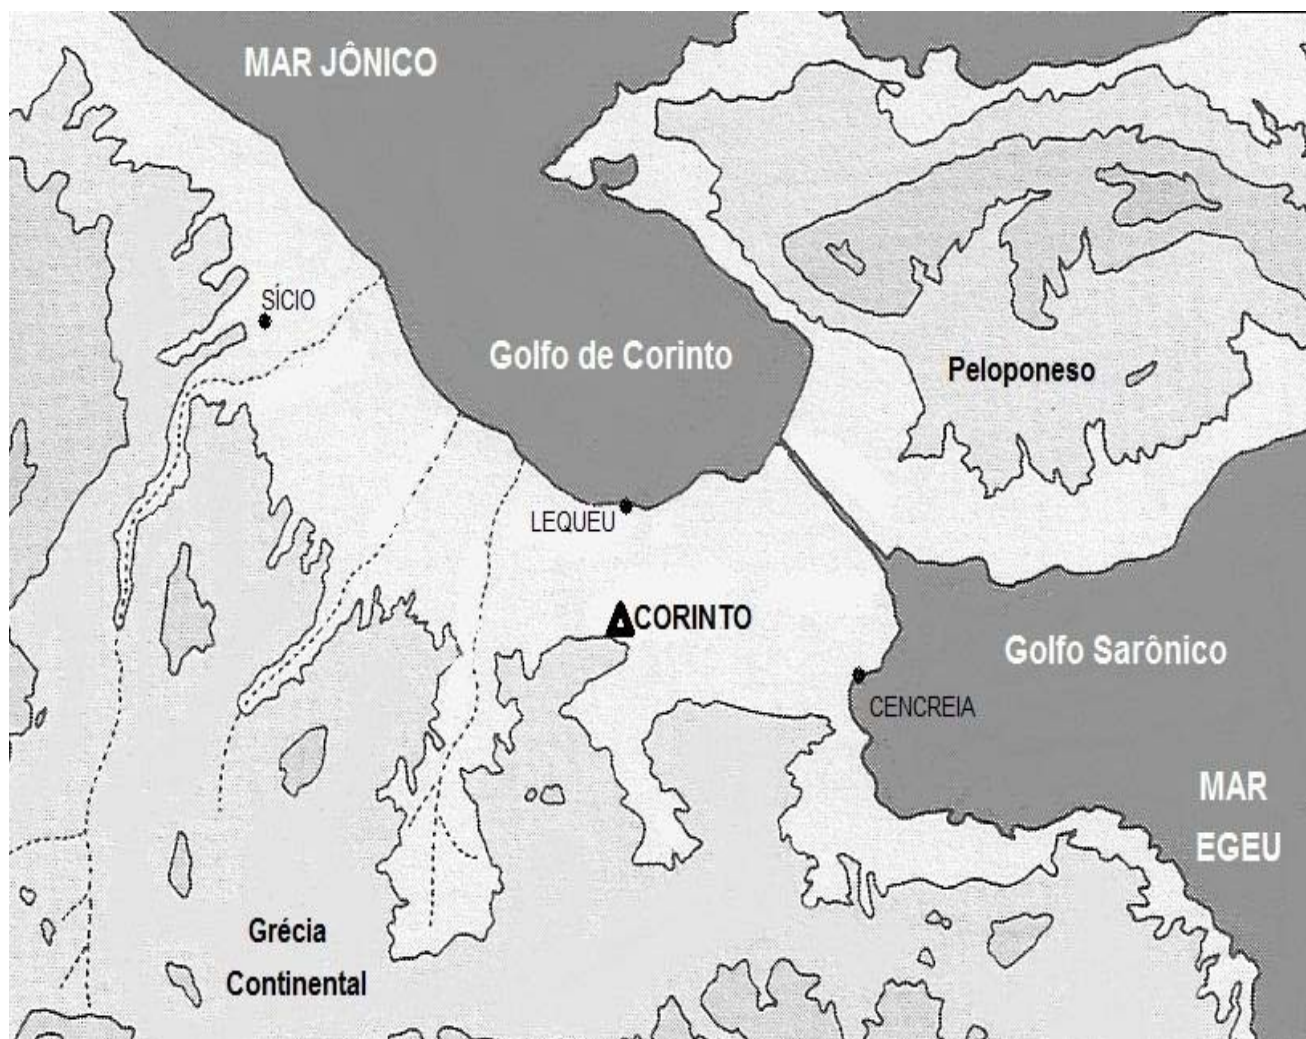 MAR JÔNICO
SÍCIO
Golfo de Corinto
Peloponeso
LEQUEU
CORINTO
Golfo Sarônico
CENCREIA
MAR
EGEU
Grécia
Continental